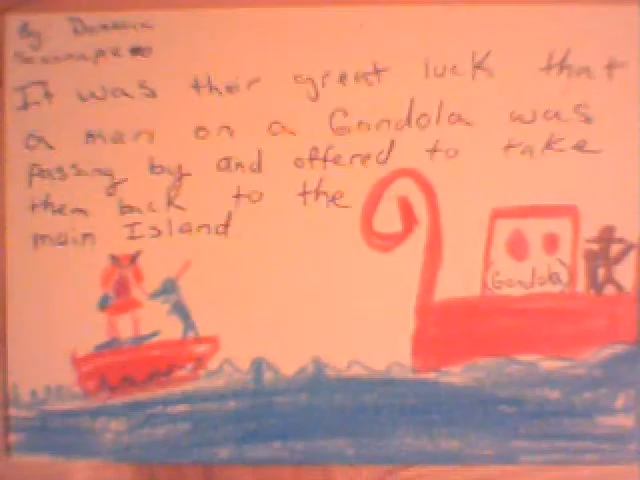 By Dominic
It was their great luck that
a man on a Gondola was
passing by and offered to take
them back to the
main Island
(Gondola)